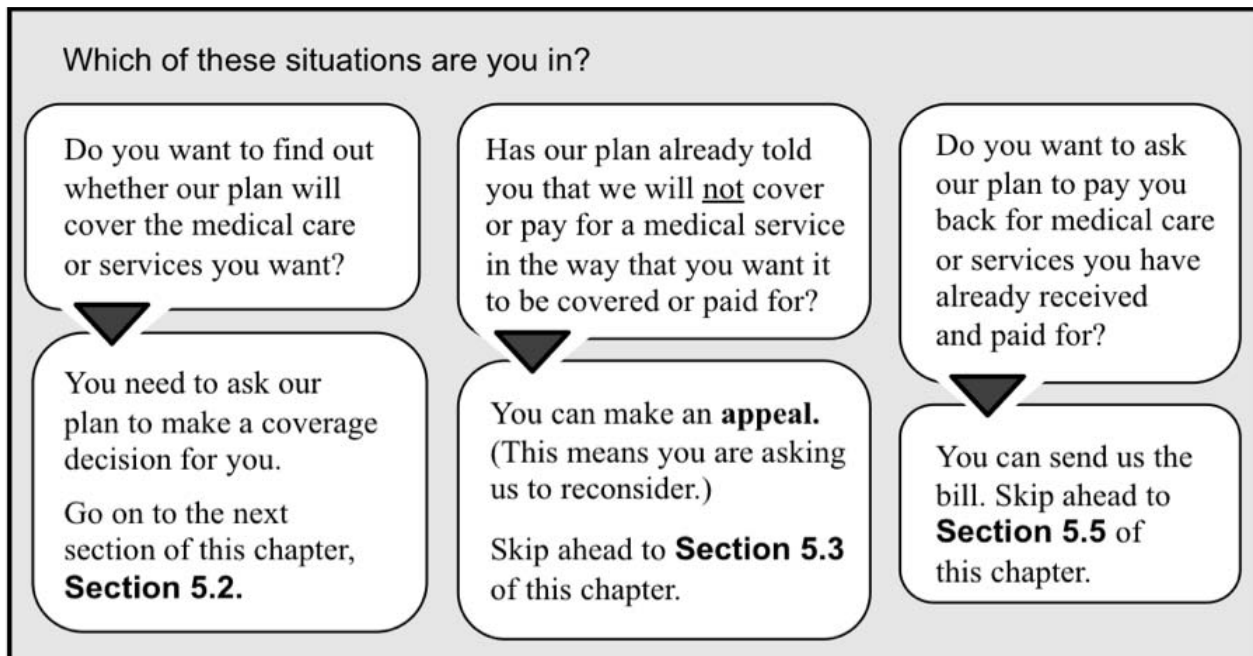 Which of these situations are you in?
Do you want to find out
whether our plan will
cover the medical care
or services you want?
You need to ask our
plan to make a coverage
decision for you.
Go on to the next
section of this chapter,
Section 5.2.
Has our plan already told
you that we will not cover
or pay for a medical service
in the way that you want it
to be covered or paid for?
You can make an appeal.
(This means you are asking
us to reconsider.)
Skip ahead to Section 5.3
of this chapter.
Do you want to ask
our plan to pay you
back for medical care
or services you have
already received
and paid for?
You can send us the
bill. Skip ahead to
Section 5.5 of
this chapter.